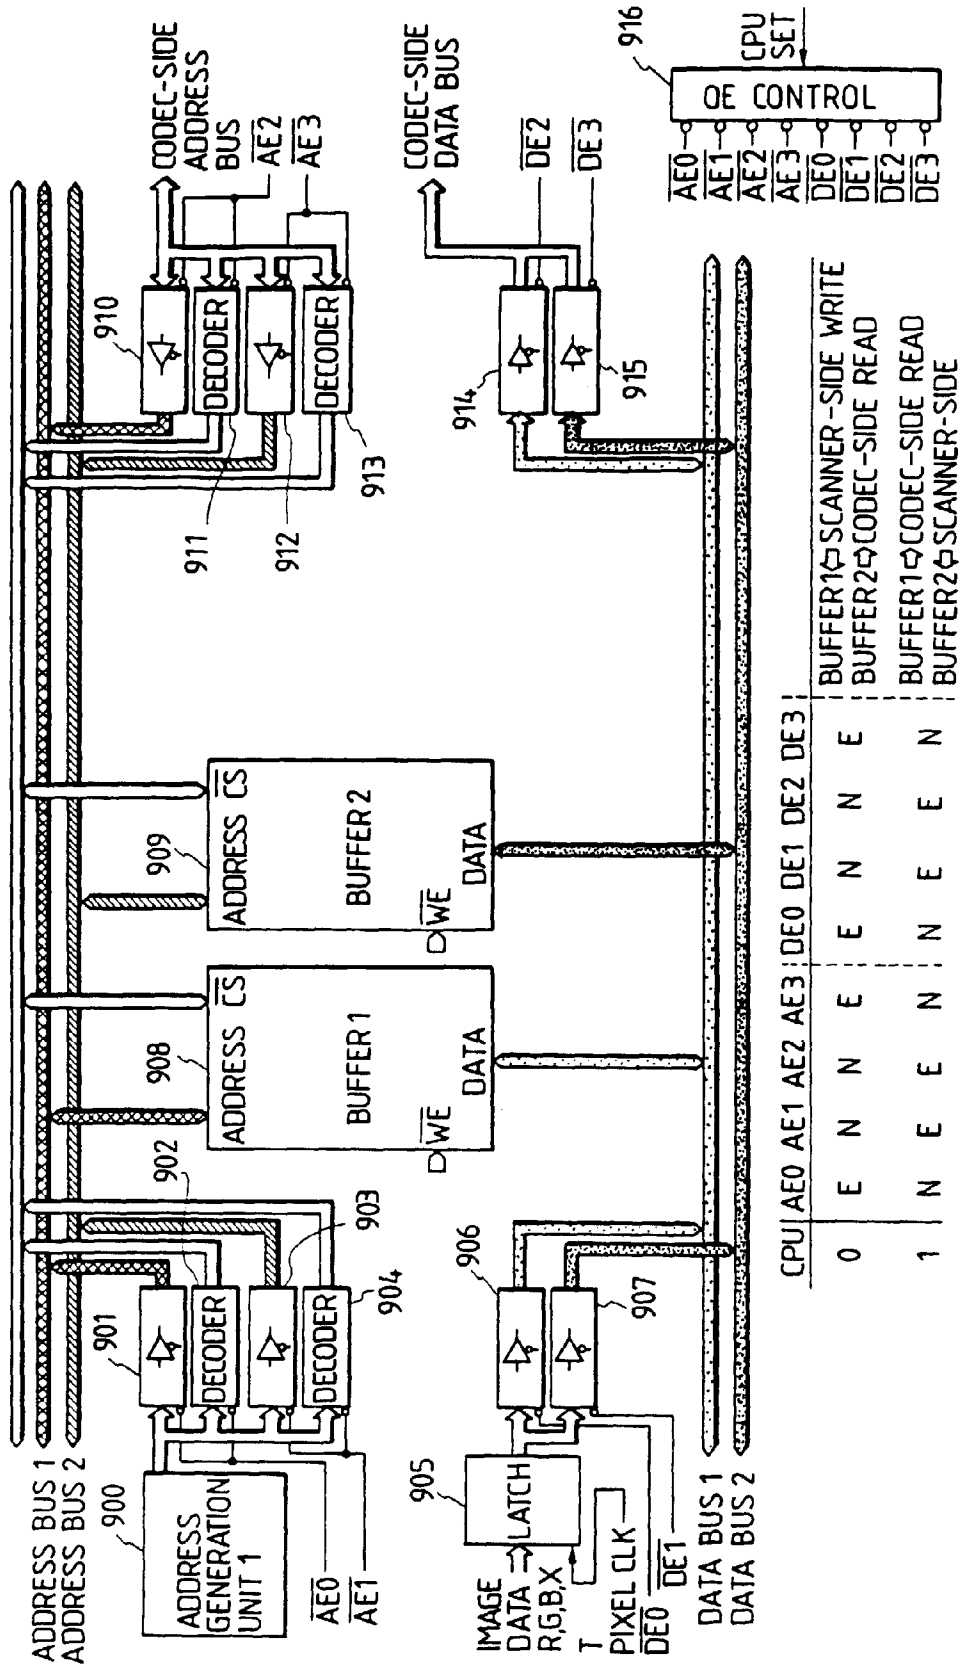 ADDRESS BUS 1
ADDRESS BUS 2
900
ADDRESS
GENERATION
UNIT 1
AE0
AE1
901
DECODER
902
903
DECODER
904
908
ADDRESS CS
BUFFER1
WE
DATA
909
ADDRESS CS
BUFFER2
WE
DATA
910
DECODER
911
912
DECODER
913
CODEC-SIDE
ADDRESS
BUS
AE2
AE3
905
LATCH
IMAGE
DATA
R,G,B,X
T
PIXEL CLK
DE0
DE1
906
907
DATA BUS 1
DATA BUS 2
914
915
CODEC-SIDE
DATA BUS
DE2
DE3
916
OE CONTROL
CPU
SET
AE0
AE1
AE2
AE3
DE0
DE1
DE2
DE3
CPU AE0 AE1 AE2 AE3 DE0 DE1 DE2 DE3
0 E N N E E N N E BUFFER1⇦SCANNER-SIDE WRITE
BUFFER2⇨CODEC-SIDE READ
1 N E E N N E E N BUFFER1⇨CODEC-SIDE READ
BUFFER2⇦SCANNER-SIDE